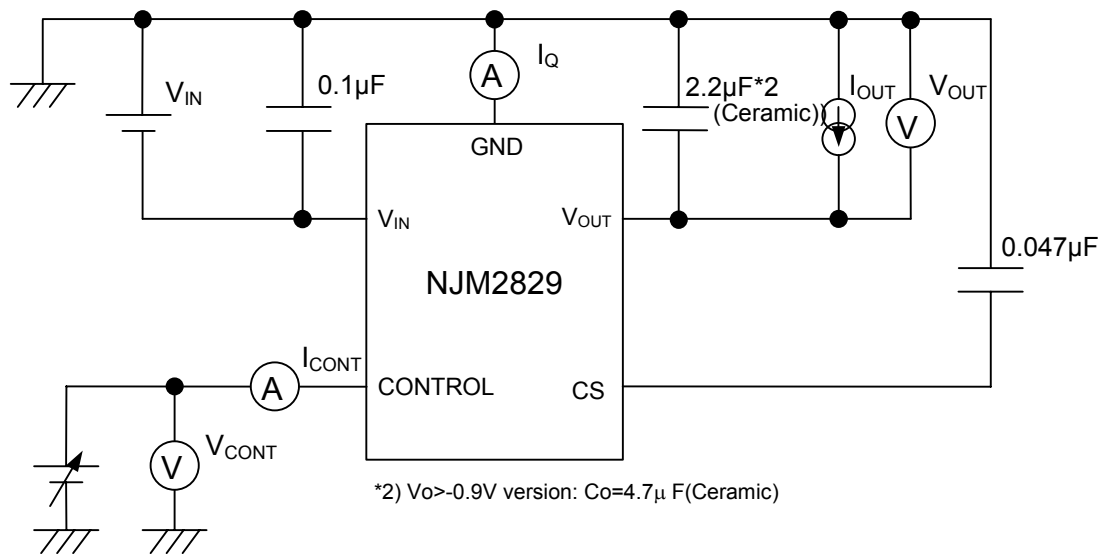 I_Q
A
V_IN
0.1µF
2.2µF*2
(Ceramic))
I_OUT
V_OUT
V
GND
V_IN
V_OUT
0.047µF
NJM2829
I_CONT
A
CONTROL
CS
V_CONT
V
*2) Vo>-0.9V version: Co=4.7µ F(Ceramic)